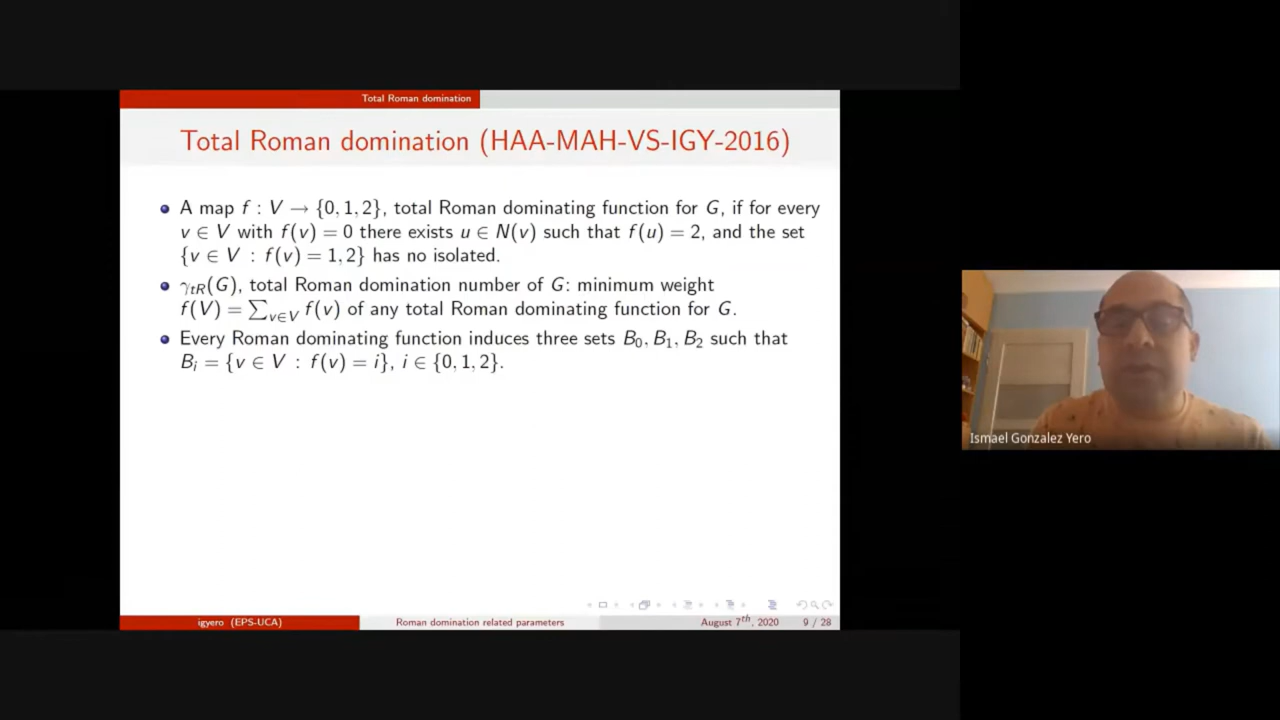 Total Roman domination
Total Roman domination (HAA-MAH-VS-IGY-2016)
A map f : V → {0, 1, 2}, total Roman dominating function for G, if for every
v ∈ V with f(v) = 0 there exists u ∈ N(v) such that f(u) = 2, and the set
{v ∈ V : f(v) = 1, 2} has no isolated.
γtR(G), total Roman domination number of G: minimum weight
f(V) = ∑v∈V f(v) of any total Roman dominating function for G.
Every Roman dominating function induces three sets B0, B1, B2 such that
Bi = {v ∈ V : f(v) = i}, i ∈ {0, 1, 2}.
Ismael Gonzalez Yero
igyero (EPS-UCA) Roman domination related parameters August 7th, 2020 9 / 28